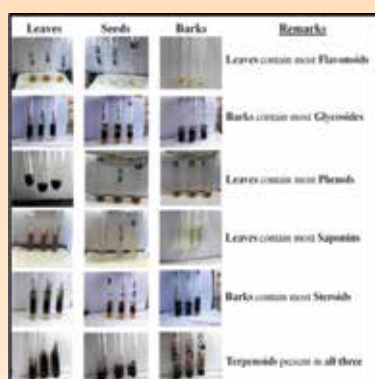 Leaves Seeds Barks Remarks
Leaves contain most Flavonoids
Barks contain most Glycosides
Leaves contain most Phenols
Leaves contain most Saponins
Barks contain most Steroids
Terpenoids present in all three